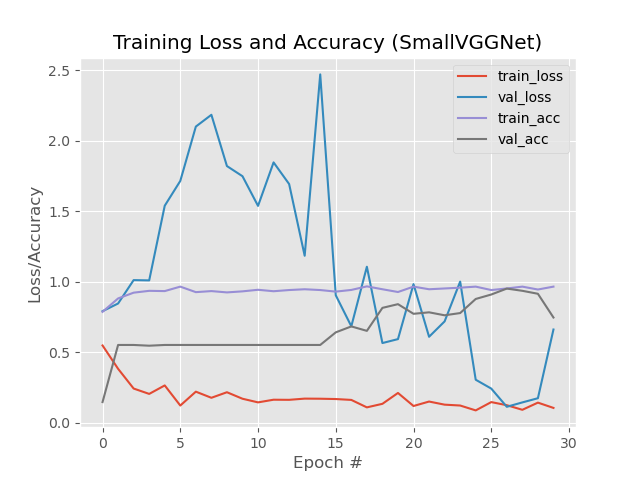 Training Loss and Accuracy (SmallVGGNet)
train_loss
val_loss
train_acc
val_acc
2.5
2.0
1.5
1.0
0.5
0.0
Loss/Accuracy
0 5 10 15 20 25 30
Epoch #